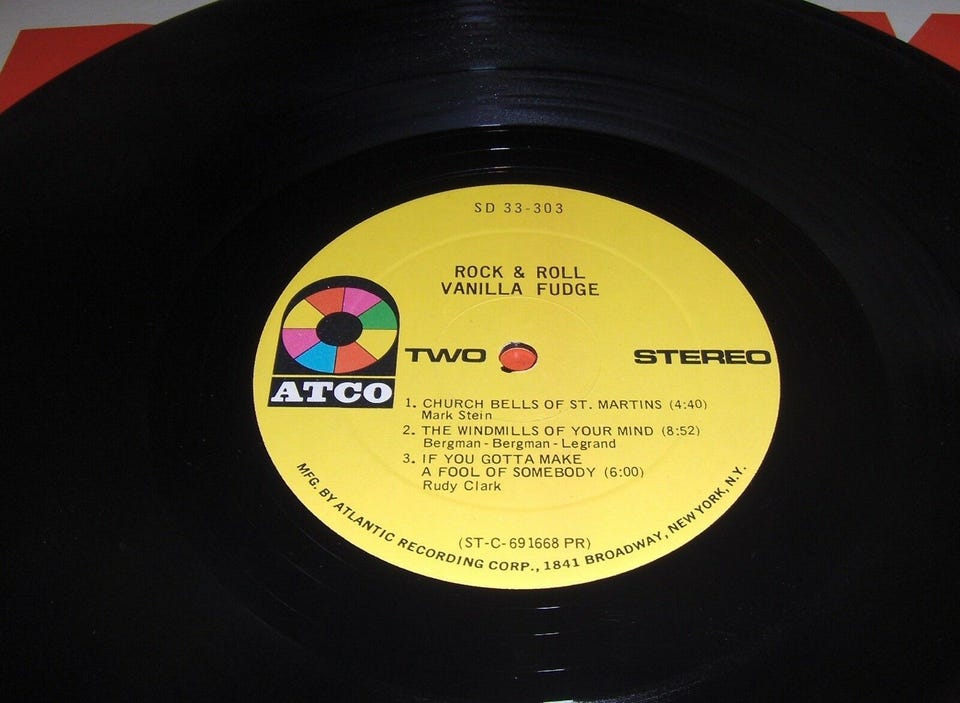 SD 33-303
ROCK & ROLL
VANILLA FUDGE
ATCO
TWO
STEREO
1. CHURCH BELLS OF ST. MARTINS (4:40)
Mark Stein
2. THE WINDMILLS OF YOUR MIND (8:52)
Bergman - Bergman - Legrand
3. IF YOU GOTTA MAKE
A FOOL OF SOMEBODY (6:00)
Rudy Clark
(ST-C-691668 PR)
MFG. BY ATLANTIC RECORDING CORP., 1841 BROADWAY, NEW YORK, N.Y.